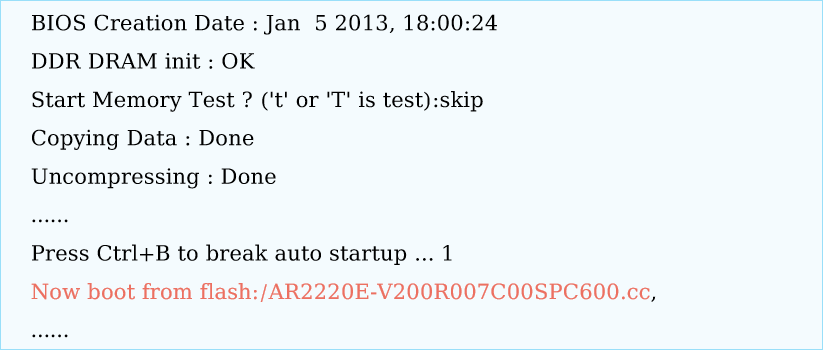 BIOS Creation Date : Jan  5 2013, 18:00:24
DDR DRAM init : OK
Start Memory Test ? ('t' or 'T' is test):skip
Copying Data : Done
Uncompressing : Done
......
Press Ctrl+B to break auto startup ... 1
Now boot from flash:/AR2220E-V200R007C00SPC600.cc,
......